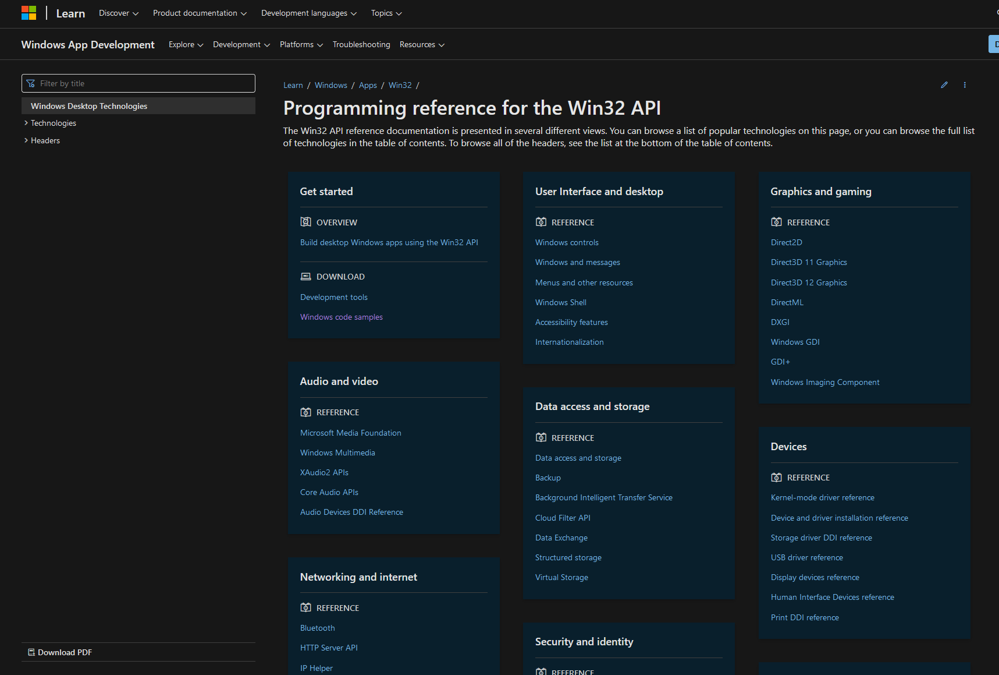 Learn
Discover
Product documentation
Development languages
Topics
Windows App Development
Explore
Development
Platforms
Troubleshooting
Resources
D
Filter by title
Windows Desktop Technologies
Technologies
Headers
Download PDF
Learn / Windows / Apps / Win32 /
Programming reference for the Win32 API
The Win32 API reference documentation is presented in several different views. You can browse a list of popular technologies on this page, or you can browse the full list
of technologies in the table of contents. To browse all of the headers, see the list at the bottom of the table of contents.
Get started
OVERVIEW
Build desktop Windows apps using the Win32 API
DOWNLOAD
Development tools
Windows code samples
Audio and video
REFERENCE
Microsoft Media Foundation
Windows Multimedia
XAudio2 APIs
Core Audio APIs
Audio Devices DDI Reference
Networking and internet
REFERENCE
Bluetooth
HTTP Server API
IP Helper
User Interface and desktop
REFERENCE
Windows controls
Windows and messages
Menus and other resources
Windows Shell
Accessibility features
Internationalization
Data access and storage
REFERENCE
Data access and storage
Backup
Background Intelligent Transfer Service
Cloud Filter API
Data Exchange
Structured storage
Virtual Storage
Security and identity
REFERENCE
Graphics and gaming
REFERENCE
Direct2D
Direct3D 11 Graphics
Direct3D 12 Graphics
DirectML
DXGI
Windows GDI
GDI+
Windows Imaging Component
Devices
REFERENCE
Kernel-mode driver reference
Device and driver installation reference
Storage driver DDI reference
USB driver reference
Display devices reference
Human Interface Devices reference
Print DDI reference